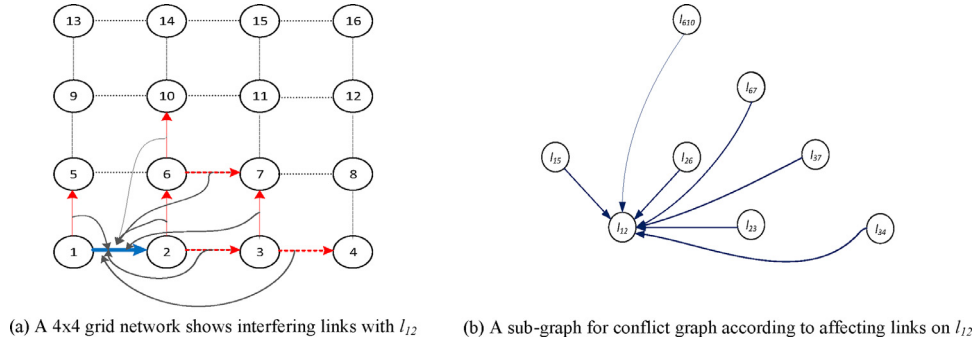 13 14 15 16
9 10 11 12
5 6 7 8
1 2 3 4
(a) A 4x4 grid network shows interfering links with l12
l610
l67
l15 l26 l37
l12 l23 l34
(b) A sub-graph for conflict graph according to affecting links on l12